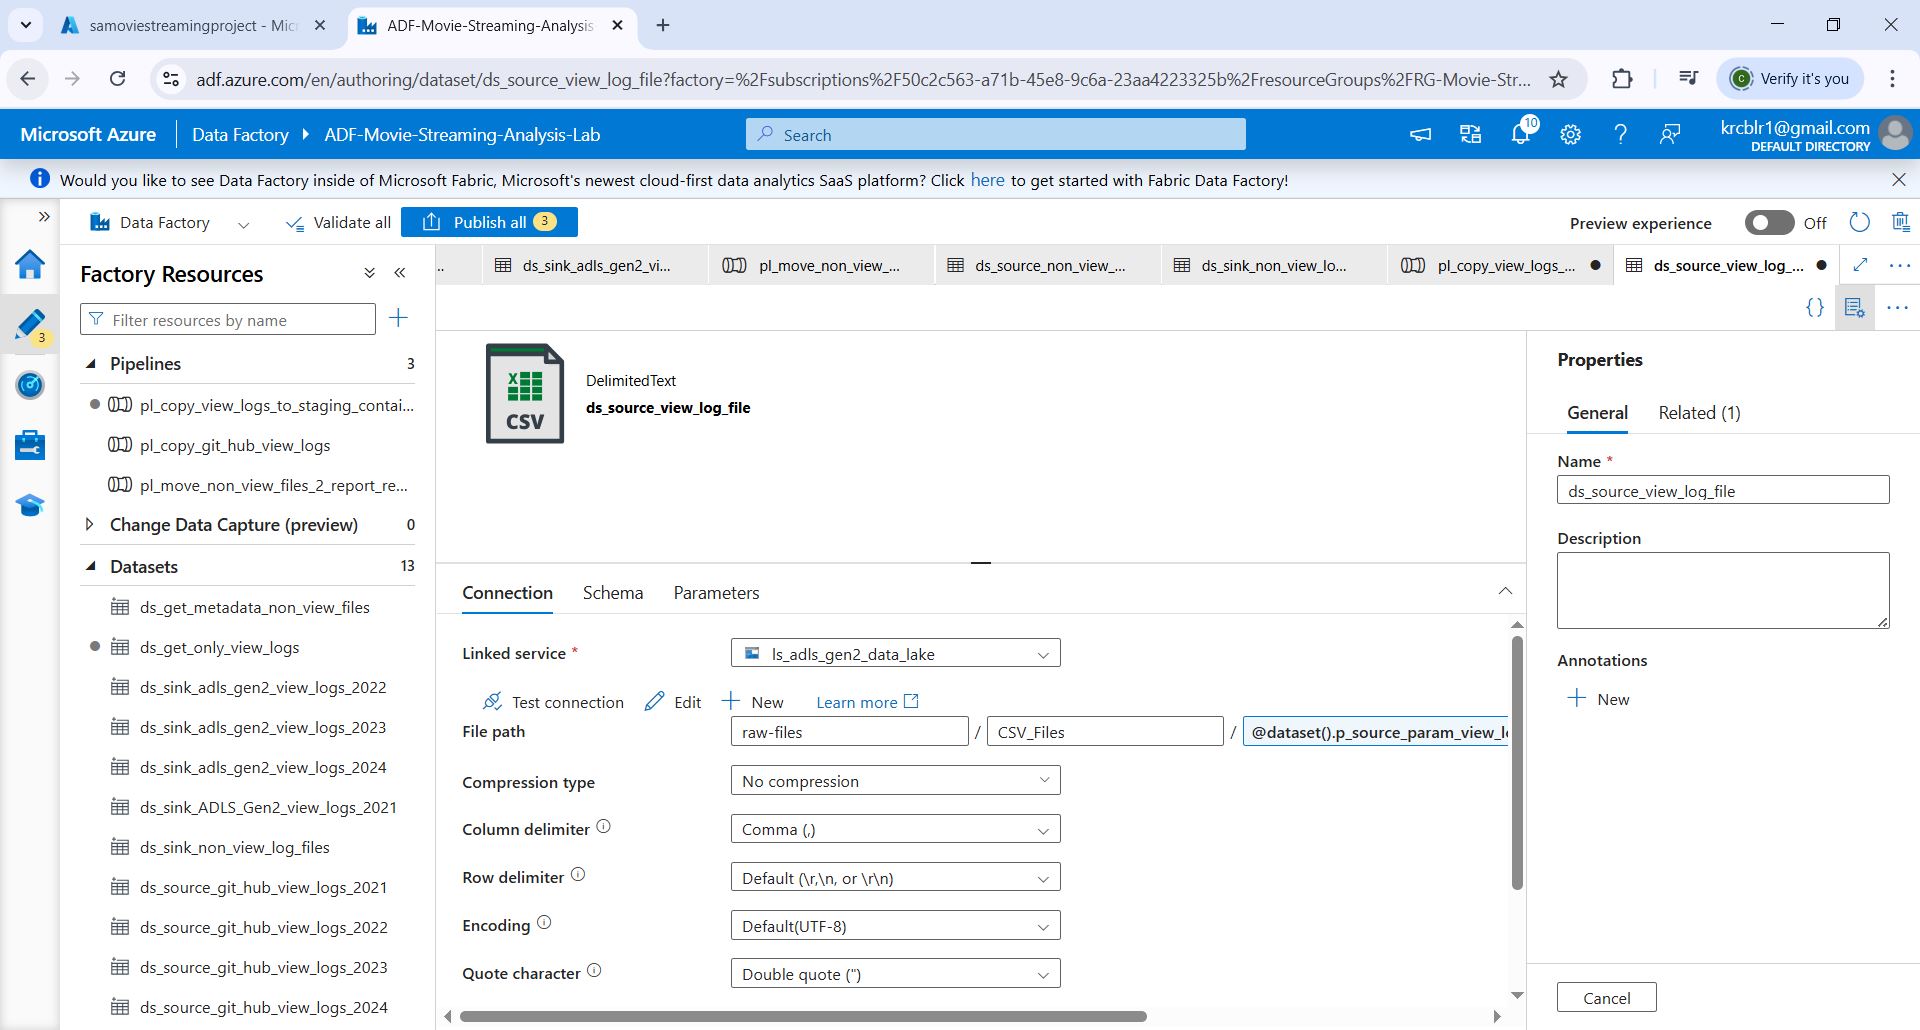 samoviestreamingproject - Micr
ADF-Movie-Streaming-Analysis
adf.azure.com/en/authoring/dataset/ds_source_view_log_file?factory=%2Fsubscriptions%2F50c2c563-a71b-45e8-9c6a-23aa4223325b%2FresourceGroups%2FRG-Movie-Str...
C
Verify it's you
Microsoft Azure
Data Factory
ADF-Movie-Streaming-Analysis-Lab
Search
10
krcblr1@gmail.com
DEFAULT DIRECTORY
Would you like to see Data Factory inside of Microsoft Fabric, Microsoft's newest cloud-first data analytics SaaS platform? Click here to get started with Fabric Data Factory!
Data Factory
Validate all
Publish all 3
Preview experience
Off
Factory Resources
Filter resources by name
3
Pipelines 3
pl_copy_view_logs_to_staging_contai...
pl_copy_git_hub_view_logs
pl_move_non_view_files_2_report_re...
Change Data Capture (preview) 0
Datasets 13
ds_get_metadata_non_view_files
ds_get_only_view_logs
ds_sink_adls_gen2_view_logs_2022
ds_sink_adls_gen2_view_logs_2023
ds_sink_adls_gen2_view_logs_2024
ds_sink_ADLS_Gen2_view_logs_2021
ds_sink_non_view_log_files
ds_source_git_hub_view_logs_2021
ds_source_git_hub_view_logs_2022
ds_source_git_hub_view_logs_2023
ds_source_git_hub_view_logs_2024
..
ds_sink_adls_gen2_vi...
pl_move_non_view_...
ds_source_non_view_...
ds_sink_non_view_lo...
pl_copy_view_logs_...
ds_source_view_log_...
{}
X
CSV
DelimitedText
ds_source_view_log_file
Connection
Schema
Parameters
Linked service *
ls_adls_gen2_data_lake
Test connection
Edit
New
Learn more
File path
raw-files / CSV_Files / @dataset().p_source_param_view_l
Compression type
No compression
Column delimiter
Comma (,)
Row delimiter
Default (\r,\n, or \r\n)
Encoding
Default(UTF-8)
Quote character
Double quote (")
Properties
General
Related (1)
Name *
ds_source_view_log_file
Description
Annotations
New
Cancel